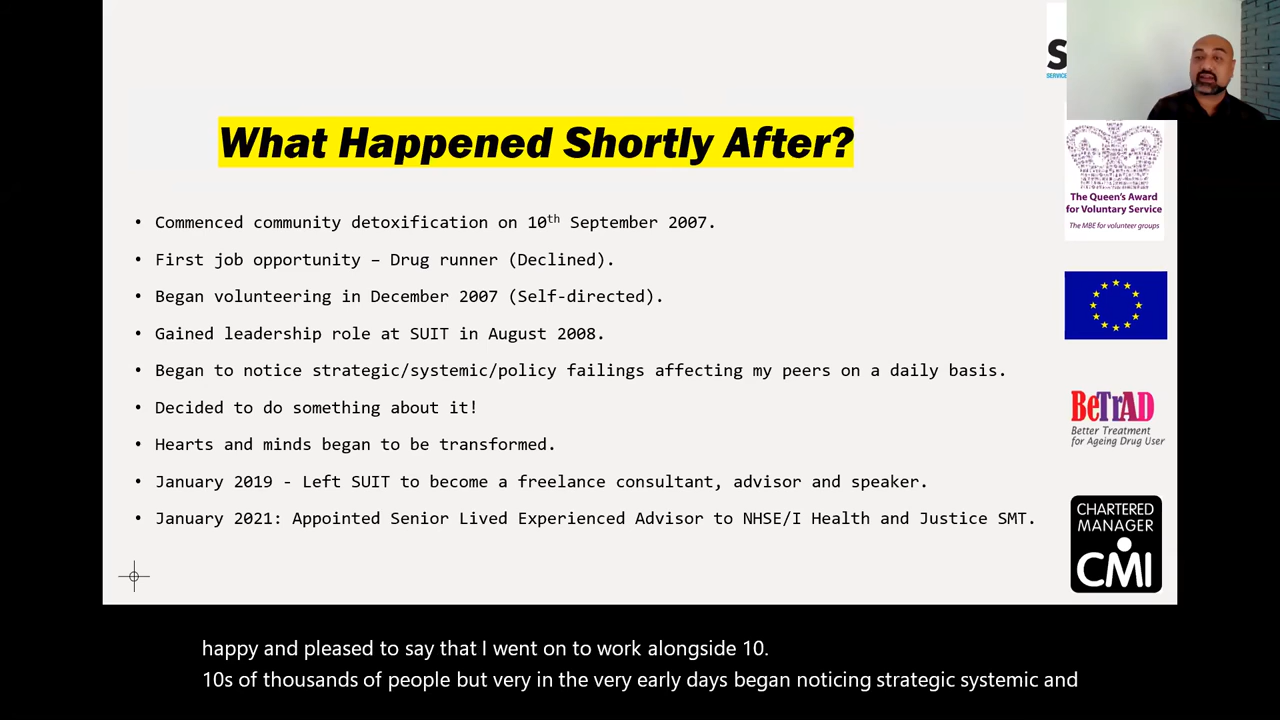 S
SERVICE
What Happened Shortly After?
The Queen's Award
for Voluntary Service
The MBE for volunteer groups
• Commenced community detoxification on 10th September 2007.
• First job opportunity – Drug runner (Declined).
• Began volunteering in December 2007 (Self-directed).
• Gained leadership role at SUIT in August 2008.
• Began to notice strategic/systemic/policy failings affecting my peers on a daily basis.
• Decided to do something about it!
• Hearts and minds began to be transformed.
• January 2019 - Left SUIT to become a freelance consultant, advisor and speaker.
• January 2021: Appointed Senior Lived Experienced Advisor to NHSE/I Health and Justice SMT.
BeTrAD
Better Treatment
for Ageing Drug User
CHARTERED
MANAGER
CMI
happy and pleased to say that I went on to work alongside 10.
10s of thousands of people but very in the very early days began noticing strategic systemic and